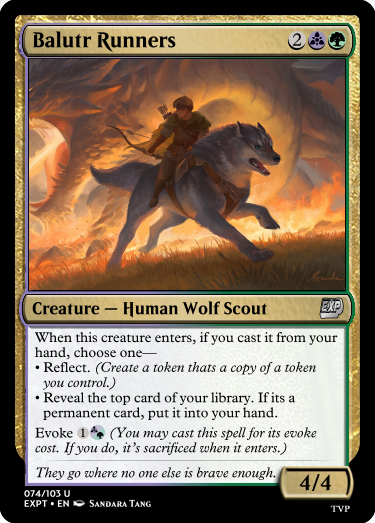 Balutr Runners 2
Creature — Human Wolf Scout EXP
When this creature enters, if you cast it from your
hand, choose one—
• Reflect. (Create a token thats a copy of a token
you control.)
• Reveal the top card of your library. If its a
permanent card, put it into your hand.
Evoke 1 (You may cast this spell for its evoke
cost. If you do, it’s sacrificed when it enters.)
They go where no one else is brave enough.
4/4
074/103 U
EXPT • EN SANDARA TANG
TVP